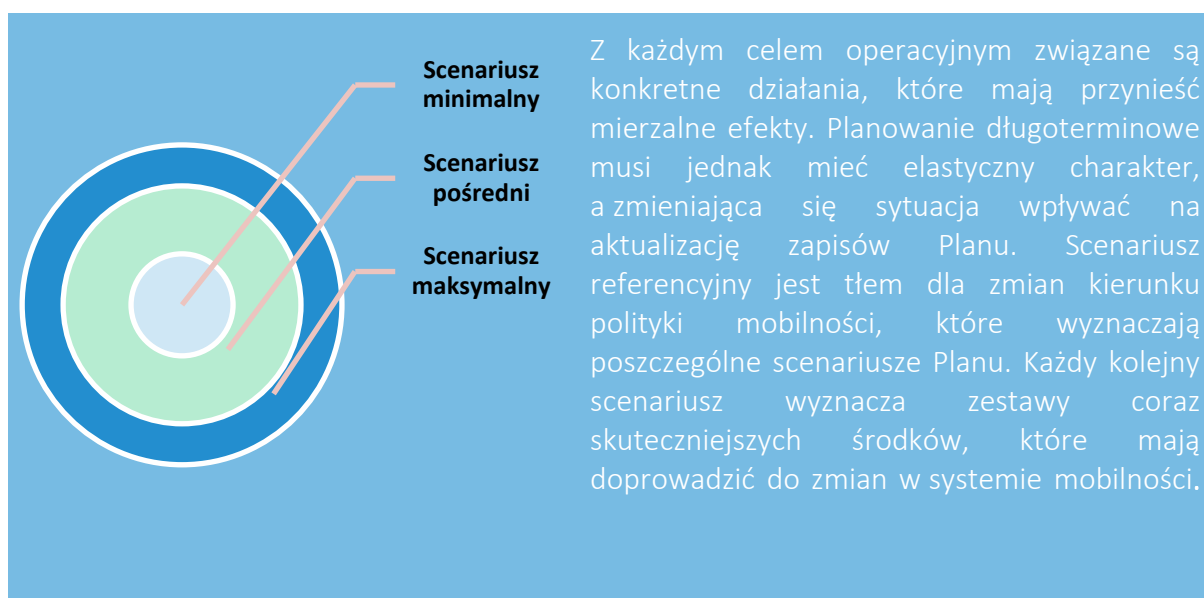 Scenariusz
minimalny
Scenariusz
pośredni
Scenariusz
maksymalny
Z każdym celem operacyjnym związane są
konkretne działania, które mają przynieść
mierzalne efekty. Planowanie długoterminowe
musi jednak mieć elastyczny charakter,
a zmieniająca się sytuacja wpływać na
aktualizację zapisów Planu. Scenariusz
referencyjny jest tłem dla zmian kierunku
polityki mobilności, które wyznaczają
poszczególne scenariusze Planu. Każdy kolejny
scenariusz wyznacza zestawy coraz
skuteczniejszych środków, które mają
doprowadzić do zmian w systemie mobilności.